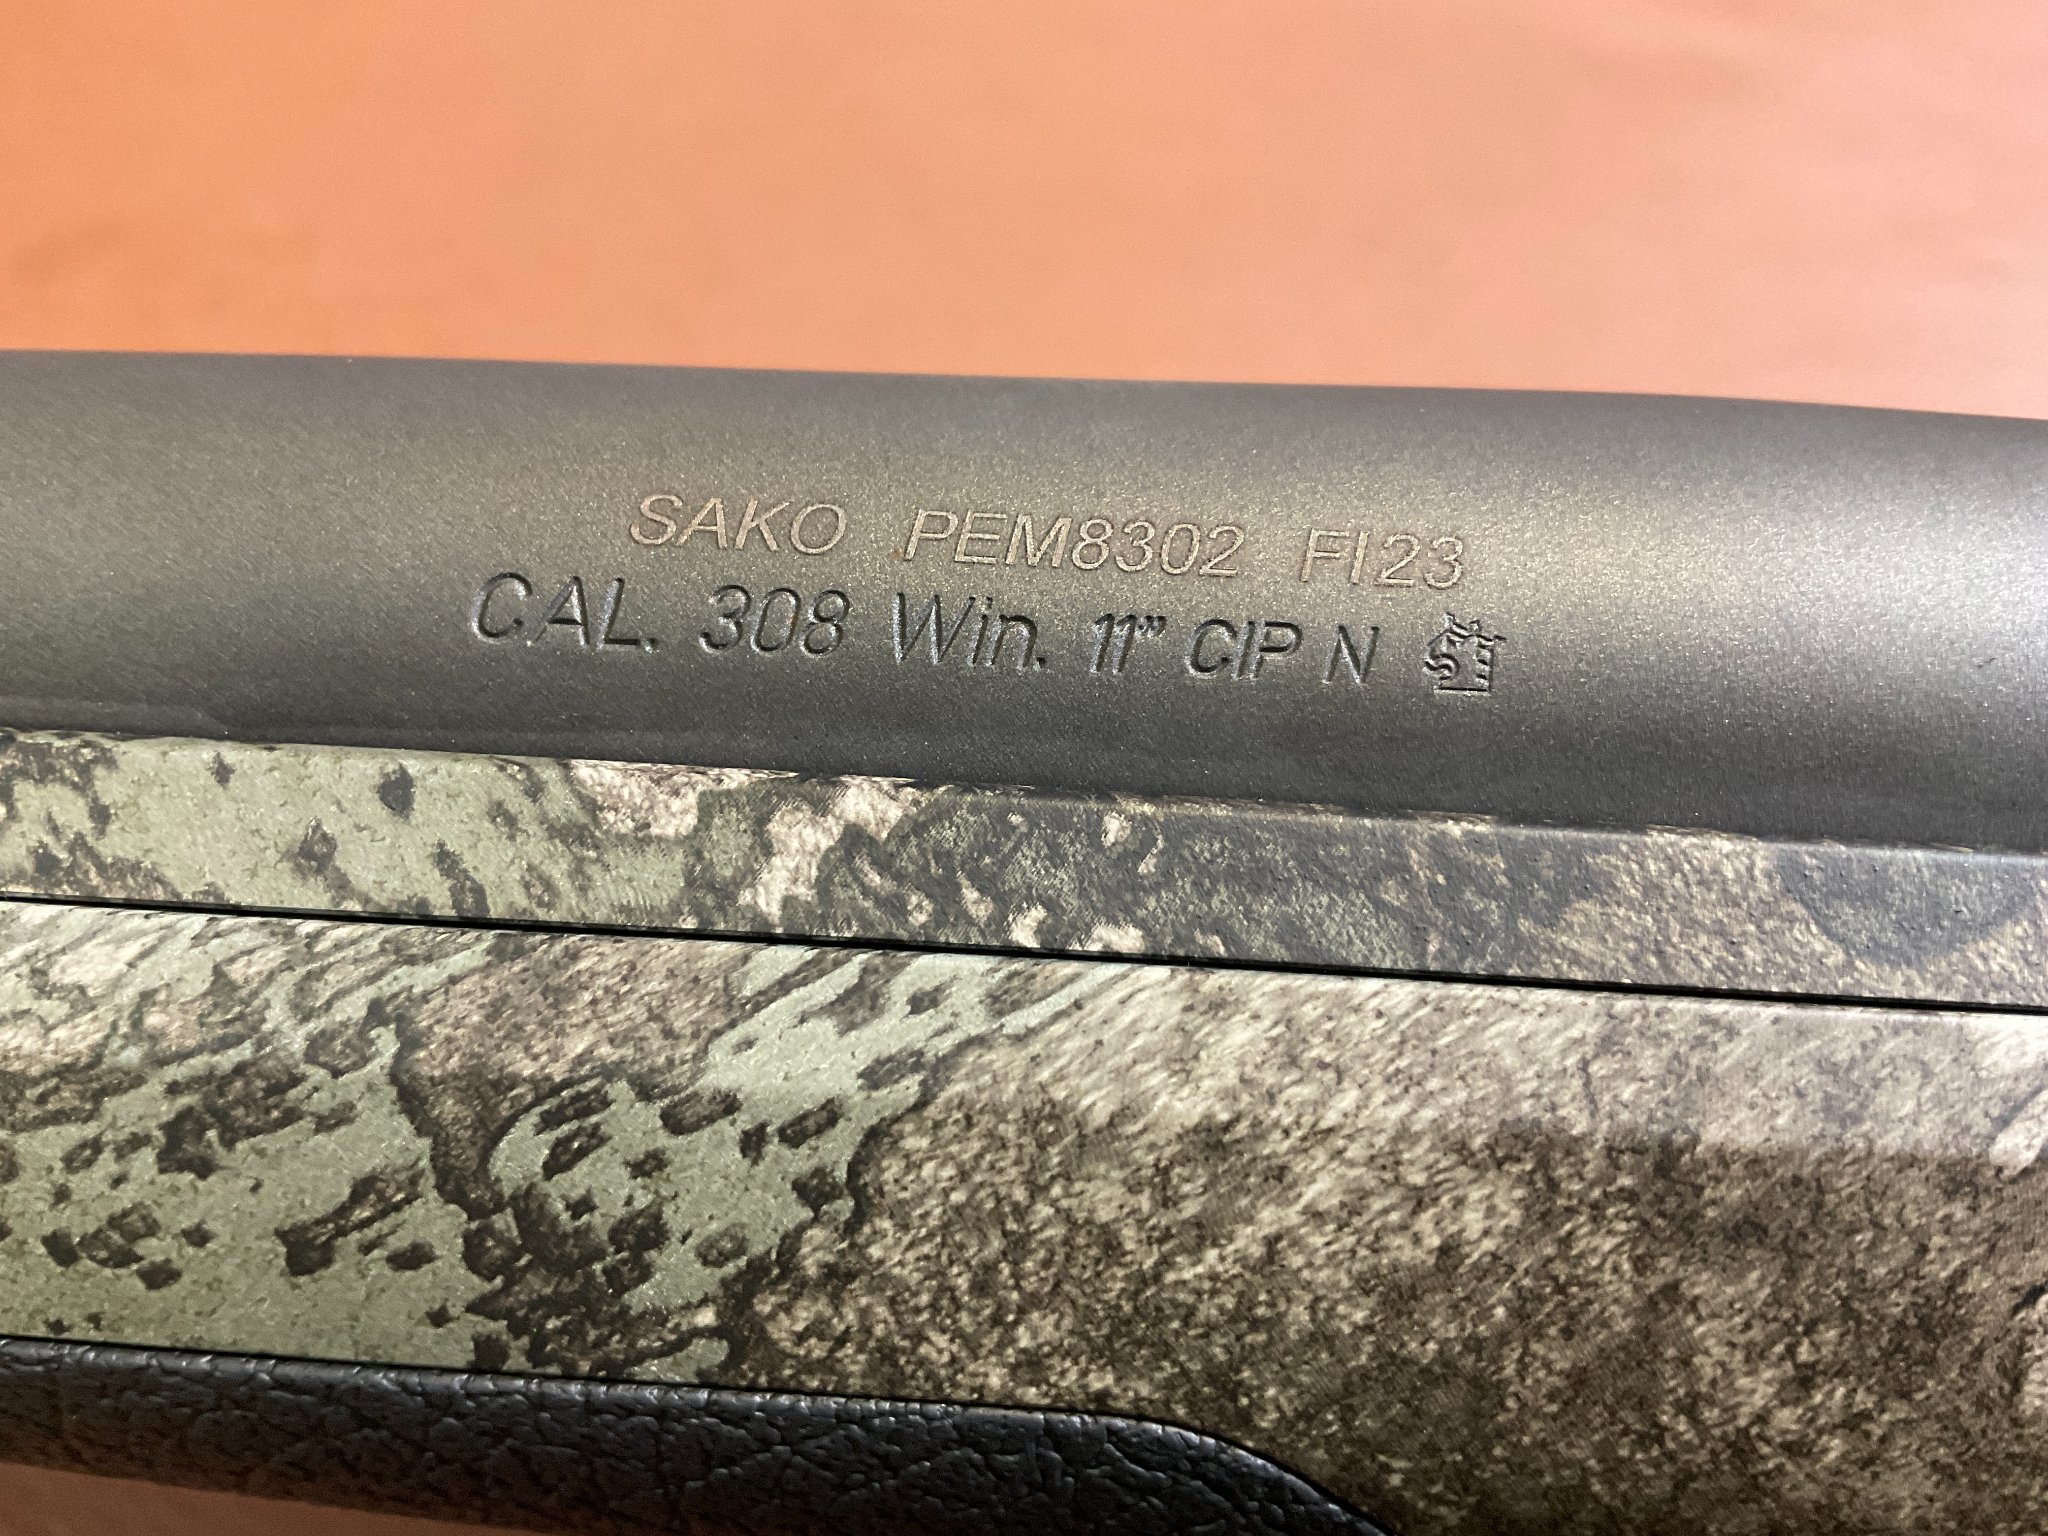 SAKO PEM8302 FI23
CAL. 308 Win. 11" CIP N S